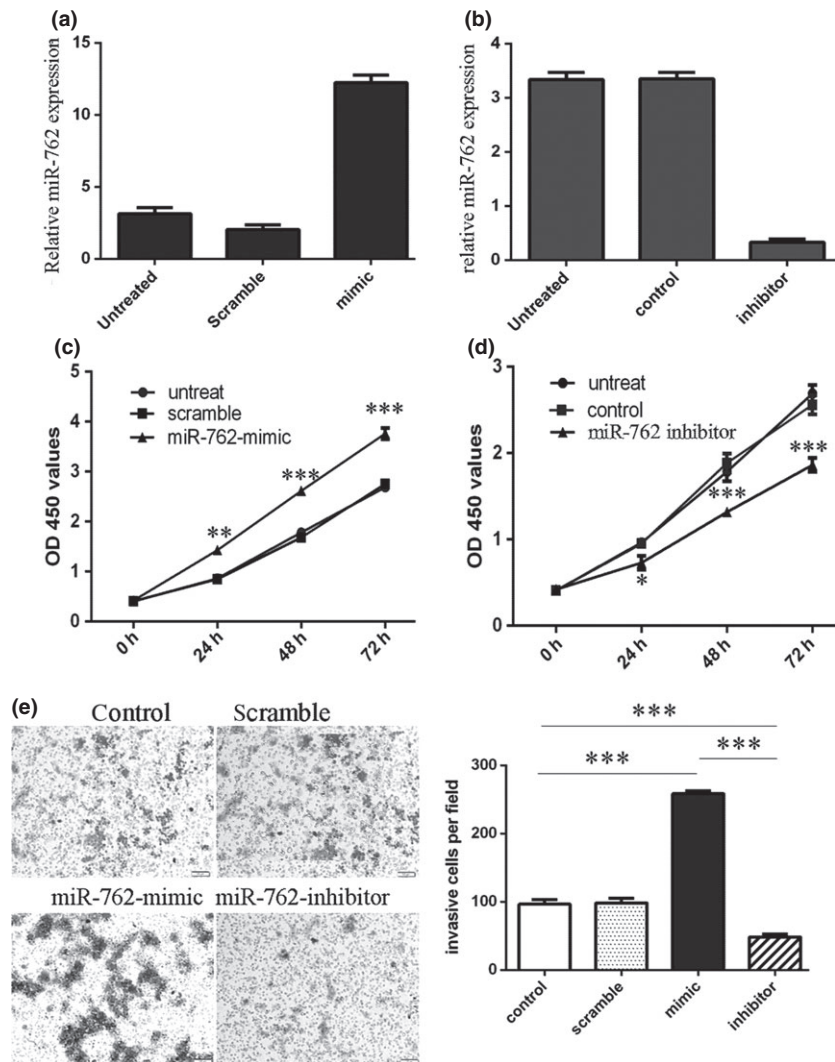 (a)
Relative miR-762 expression
15
10
5
0
Untreated
Scramble
mimic
(b)
relative miR-762 expression
4
3
2
1
0
Untreated
control
inhibitor
(c)
OD 450 values
5
4
3
2
1
0
untreat
scramble
miR-762-mimic
**
***
***
0 h
24 h
48 h
72 h
(d)
OD 450 values
3
2
1
0
untreat
control
miR-762 inhibitor
*
***
***
0 h
24 h
48 h
72 h
(e)
Control
Scramble
miR-762-mimic
miR-762-inhibitor
invasive cells per field
300
200
100
0
***
***
***
control
scramble
mimic
inhibitor